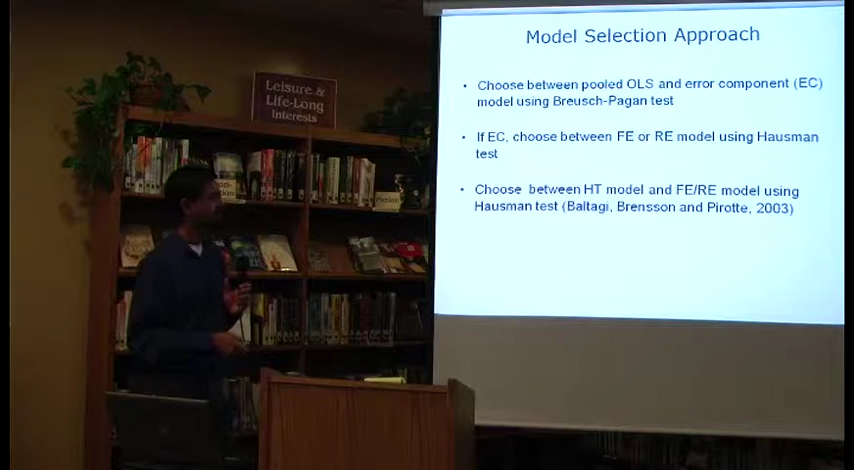 Model Selection Approach
• Choose between pooled OLS and error component (EC)
model using Breusch-Pagan test
• If EC, choose between FE or RE model using Hausman
test
• Choose between HT model and FE/RE model using
Hausman test (Baltagi, Brensson and Pirotte, 2003)
Leisure &
Life-Long
Interests
Fiction